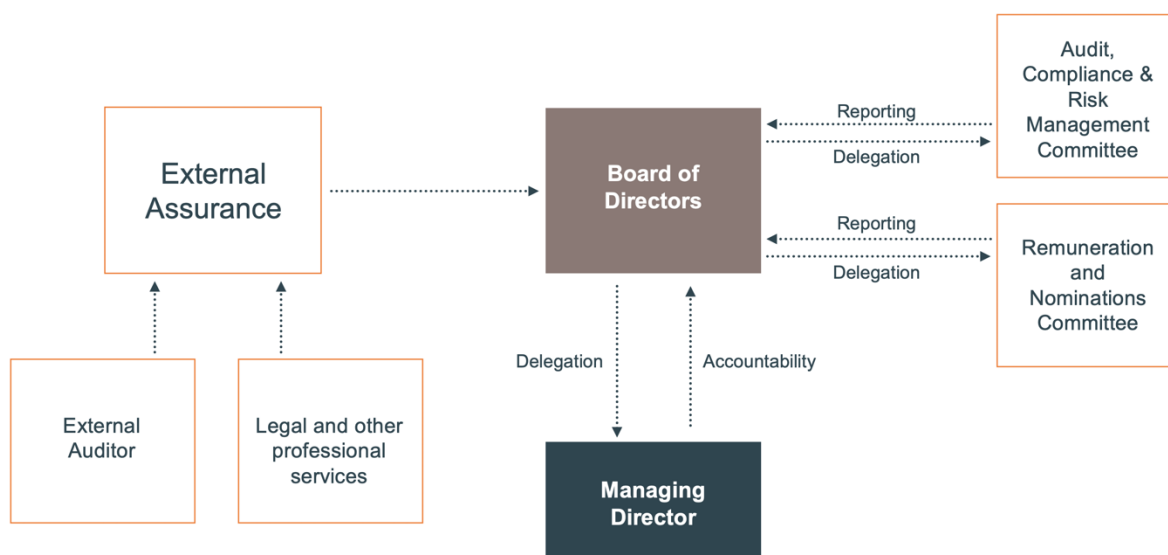 Audit,
Compliance &
Risk
Management
Committee
Reporting
Delegation
External
Assurance
Board of
Directors
Reporting
Delegation
Remuneration
and
Nominations
Committee
Delegation
Accountability
External
Auditor
Legal and other
professional
services
Managing
Director